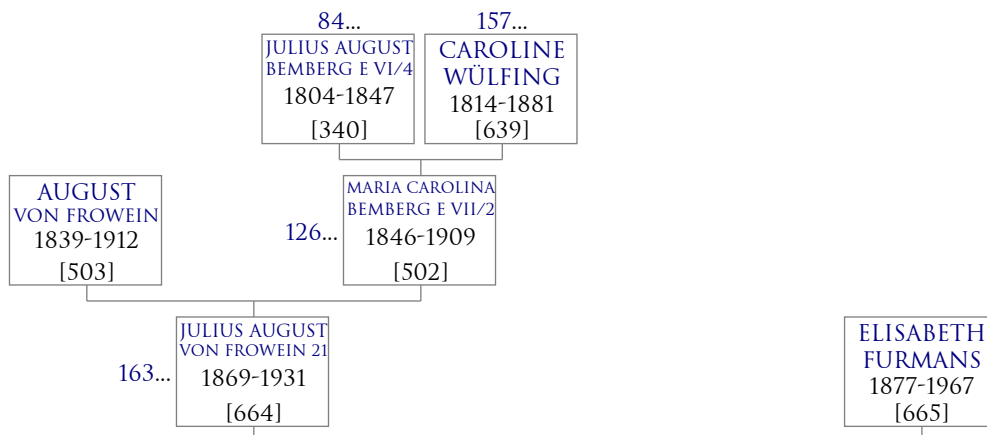 84...
157...
JULIUS AUGUST
BEMBERG E VI/4
1804-1847
[340]
CAROLINE
WÜLFING
1814-1881
[639]
AUGUST
VON FROWEIN
1839-1912
[503]
126...
MARIA CAROLINA
BEMBERG E VII/2
1846-1909
[502]
163...
JULIUS AUGUST
VON FROWEIN 21
1869-1931
[664]
ELISABETH
FURMANS
1877-1967
[665]